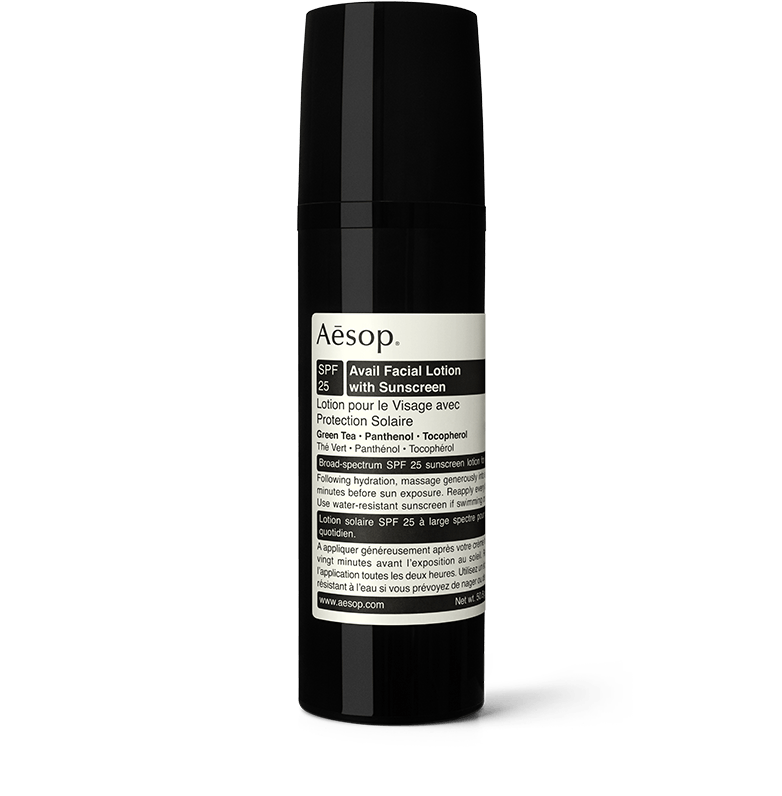 Aēsop®
SPF 25
Avail Facial Lotion
with Sunscreen
Lotion pour le Visage avec
Protection Solaire
Green Tea • Panthenol • Tocopherol
Thé Vert • Panthénol • Tocophérol
Broad-spectrum SPF 25 sunscreen lotion
Following hydration, massage generously
minutes before sun exposure. Reapply
Use water-resistant sunscreen if swimming
Lotion solaire SPF 25 à large spectre
quotidien.
A appliquer généreusement après votre
vingt minutes avant l'exposition au soleil.
l'application toutes les deux heures. Utilisez
résistant à l'eau si vous prévoyez de nager ou
www.aesop.com Net wt.